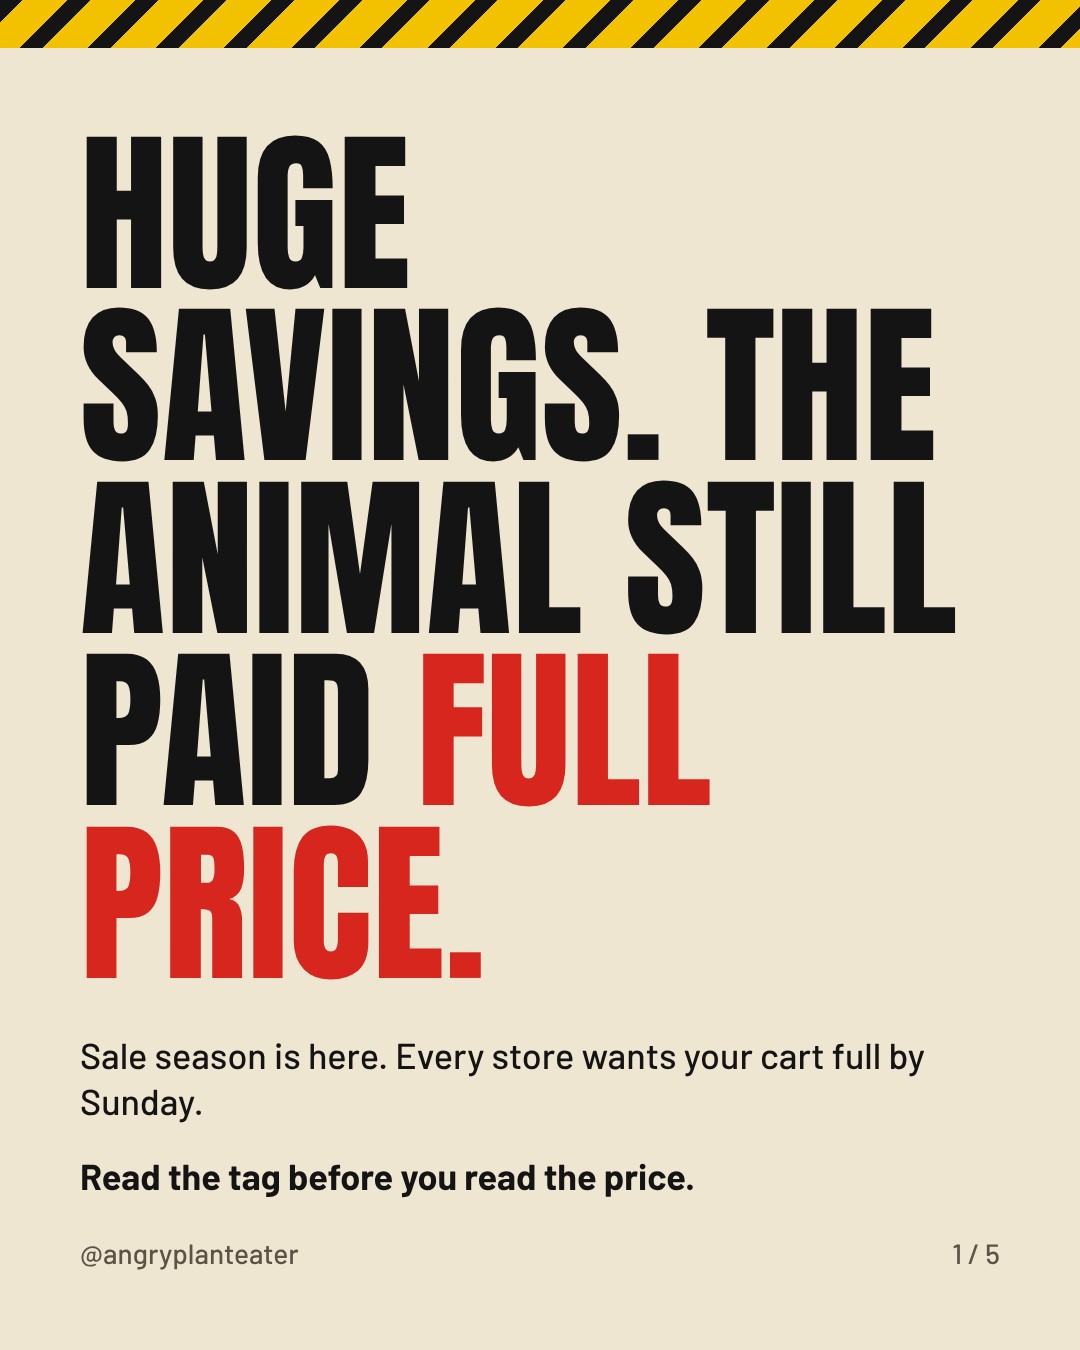 HUGE
SAVINGS. THE
ANIMAL STILL
PAID FULL
PRICE.
Sale season is here. Every store wants your cart full by
Sunday.
Read the tag before you read the price.
@angryplanteater
1 / 5